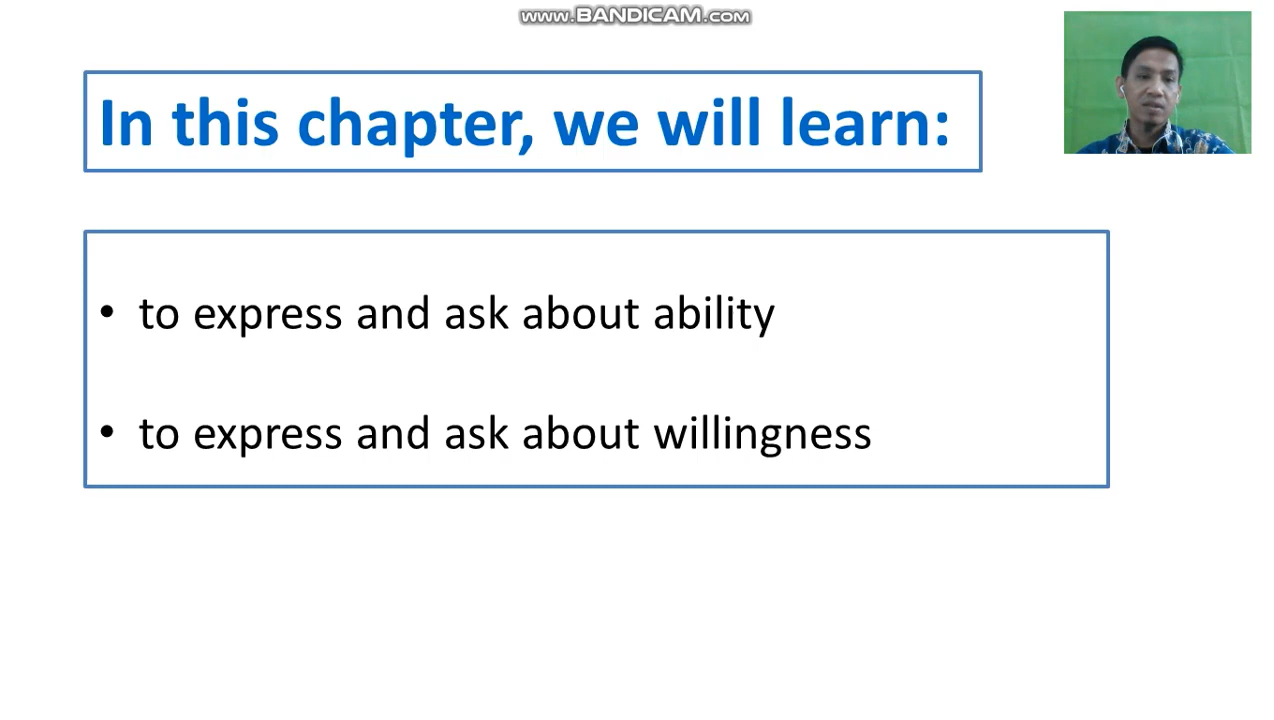 www.BANDICAM.com
In this chapter, we will learn:
• to express and ask about ability
• to express and ask about willingness